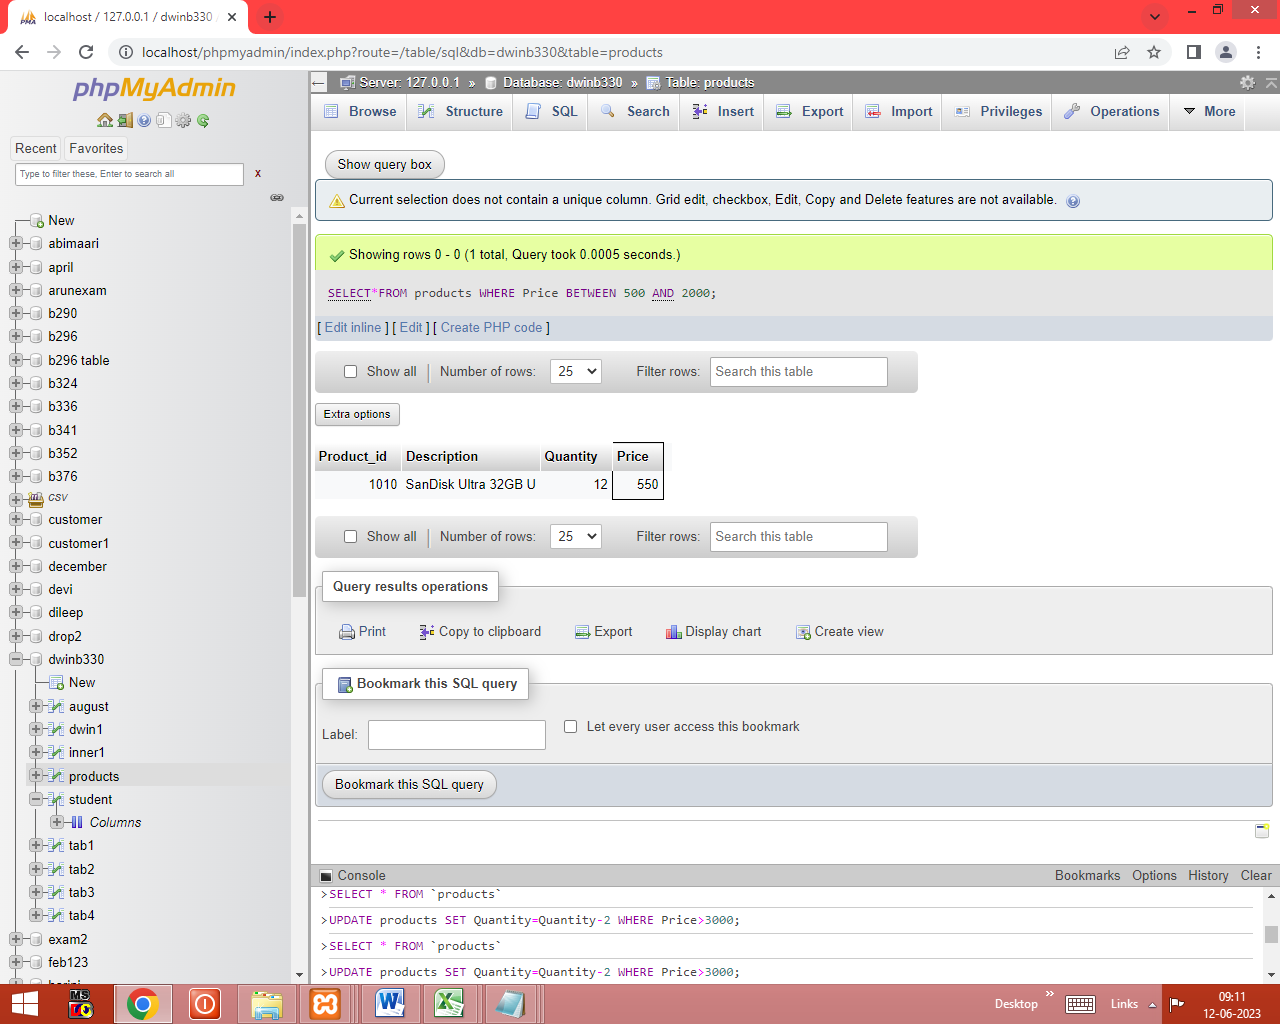 localhost / 127.0.0.1 / dwinb330
localhost/phpmyadmin/index.php?route=/table/sql&db=dwinb330&table=products
phpMyAdmin
Recent Favorites
Type to filter these, Enter to search all X
New
abimaari
april
arunexam
b290
b296
b296 table
b324
b336
b341
b352
b376
csv
customer
customer1
december
devi
dileep
drop2
dwinb330
New
august
dwin1
inner1
products
student
Columns
tab1
tab2
tab3
tab4
exam2
feb123
Server: 127.0.0.1 » Database: dwinb330 » Table: products
Browse Structure SQL Search Insert Export Import Privileges Operations More
Show query box
Current selection does not contain a unique column. Grid edit, checkbox, Edit, Copy and Delete features are not available.
Showing rows 0 - 0 (1 total, Query took 0.0005 seconds.)
SELECT*FROM products WHERE Price BETWEEN 500 AND 2000;
[ Edit inline ] [ Edit ] [ Create PHP code ]
Show all Number of rows: 25 Filter rows: Search this table
Extra options
Product_id Description Quantity Price
1010 SanDisk Ultra 32GB U 12 550
Show all Number of rows: 25 Filter rows: Search this table
Query results operations
Print Copy to clipboard Export Display chart Create view
Bookmark this SQL query
Label: Let every user access this bookmark
Bookmark this SQL query
Console Bookmarks Options History Clear
>SELECT * FROM `products`
>UPDATE products SET Quantity=Quantity-2 WHERE Price>3000;
>SELECT * FROM `products`
>UPDATE products SET Quantity=Quantity-2 WHERE Price>3000;
Desktop » Links 09:11
12-06-2023